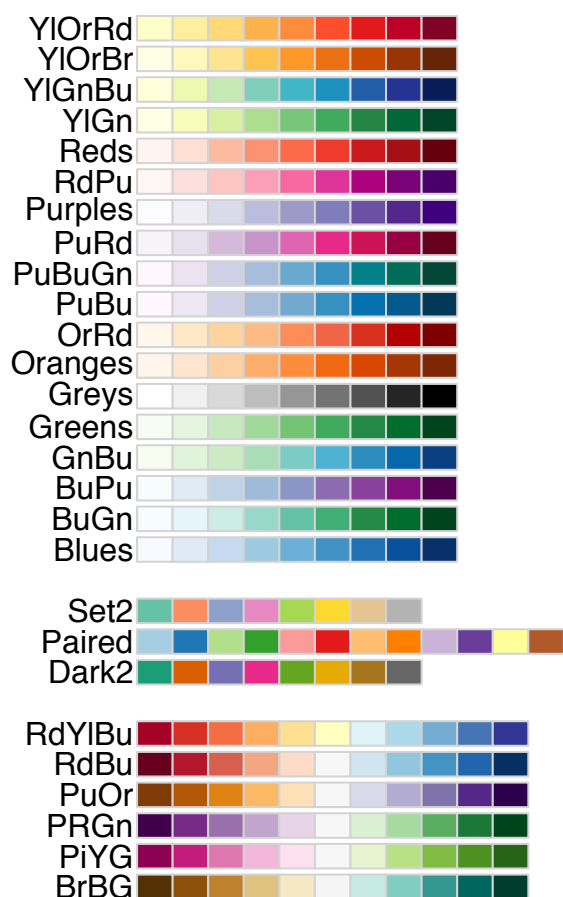 YlOrRd
YlOrBr
YlGnBu
YlGn
Reds
RdPu
Purples
PuRd
PuBuGn
PuBu
OrRd
Oranges
Greys
Greens
GnBu
BuPu
BuGn
Blues
Set2
Paired
Dark2
RdYlBu
RdBu
PuOr
PRGn
PiYG
BrBG